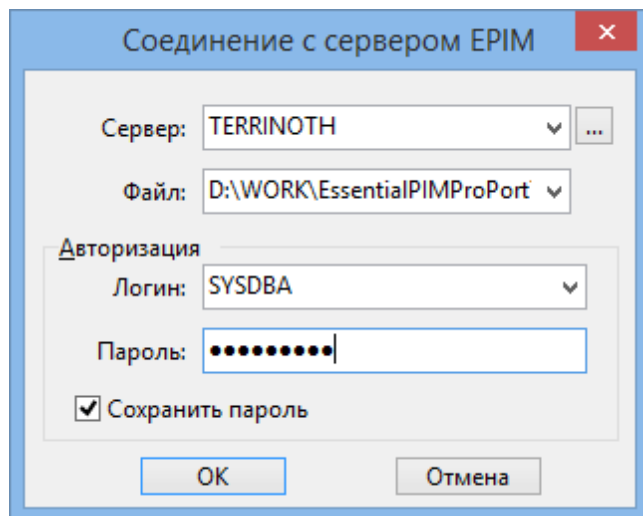 Соединение с сервером EPIM
Сервер: TERRINOTH ...
Файл: D:\WORK\EssentialPIMProPort
Авторизация
Логин: SYSDBA
Пароль: •••••••••
Сохранить пароль
OK Отмена